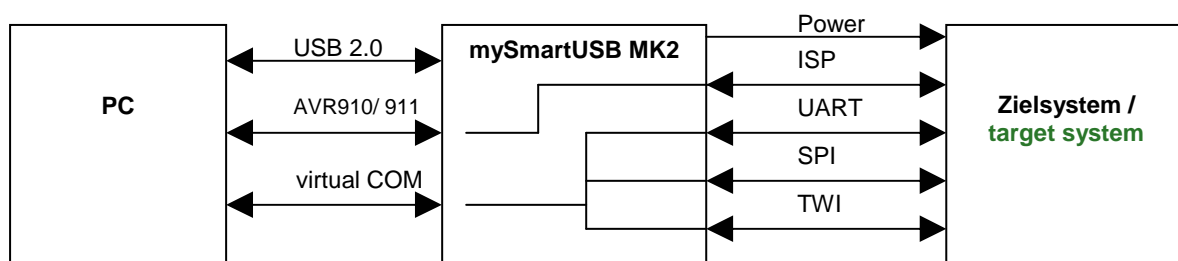 PC
USB 2.0
AVR910/ 911
virtual COM
mySmartUSB MK2
Power
ISP
UART
SPI
TWI
Zielsystem /
target system